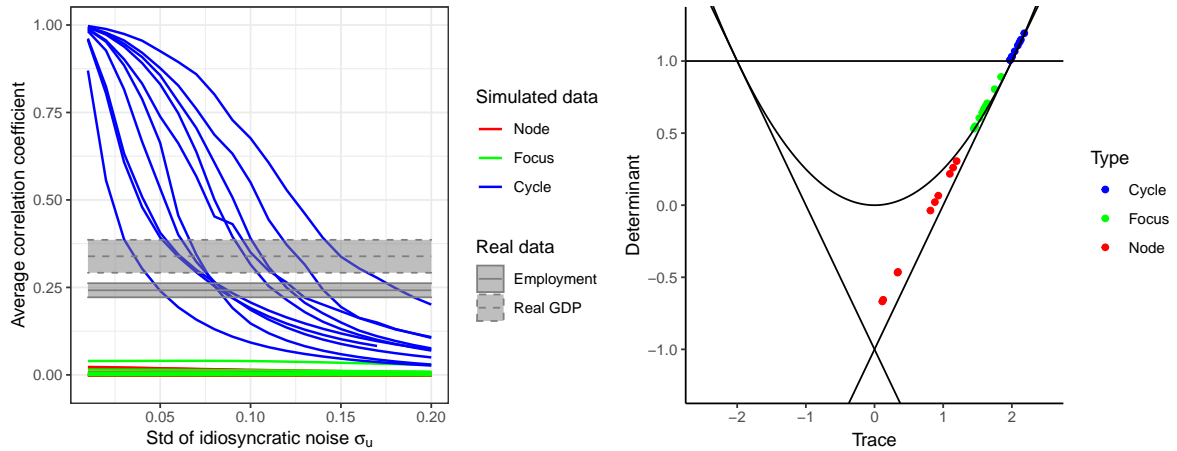 Average correlation coefficient
1.00
0.75
0.50
0.25
0.00
0.05
0.10
0.15
0.20
Std of idiosyncratic noise σu
Simulated data
Node
Focus
Cycle
Real data
Employment
Real GDP
Determinant
1.0
0.5
0.0
−0.5
−1.0
−2
−1
0
1
2
Trace
Type
Cycle
Focus
Node